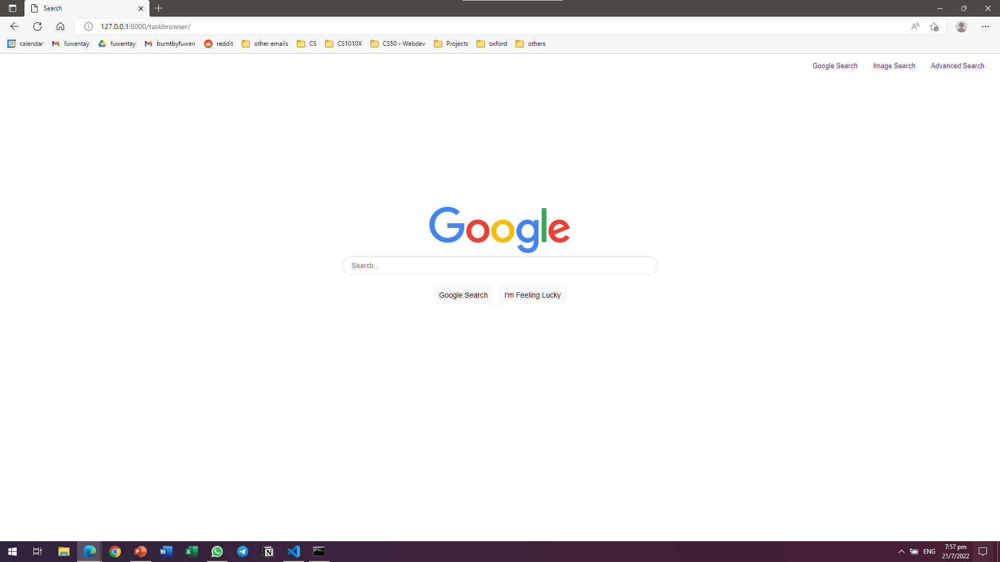 Search
127.0.0.1:8000/taskbrowser/
calendar fuwentay fuwentay burntbyfuwen reddit other emails CS CS1010X CS50 - Webdev Projects oxford others
Google Search Image Search Advanced Search
Google
Search...
Google Search I'm Feeling Lucky
ENG 7:57 pm
21/7/2022